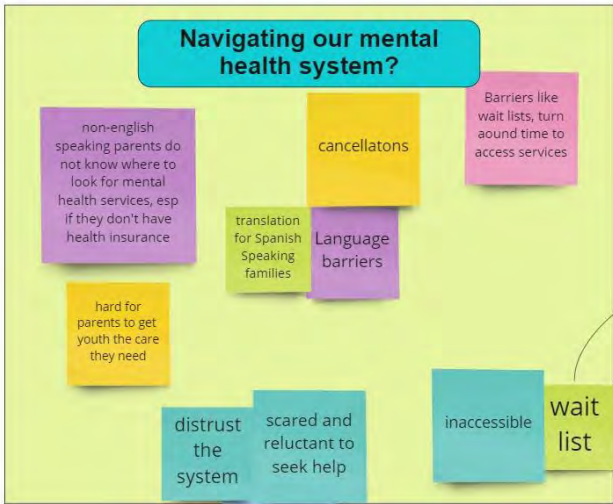 Navigating our mental
health system?
non-english
speaking parents do
not know where to
look for mental
health services, esp
if they don't have
health insurance
cancellatons
Barriers like
wait lists, turn
aound time to
access services
translation
for Spanish
Speaking
families
Language
barriers
hard for
parents to get
youth the care
they need
distrust
the
system
scared and
reluctant to
seek help
inaccessible
wait
list